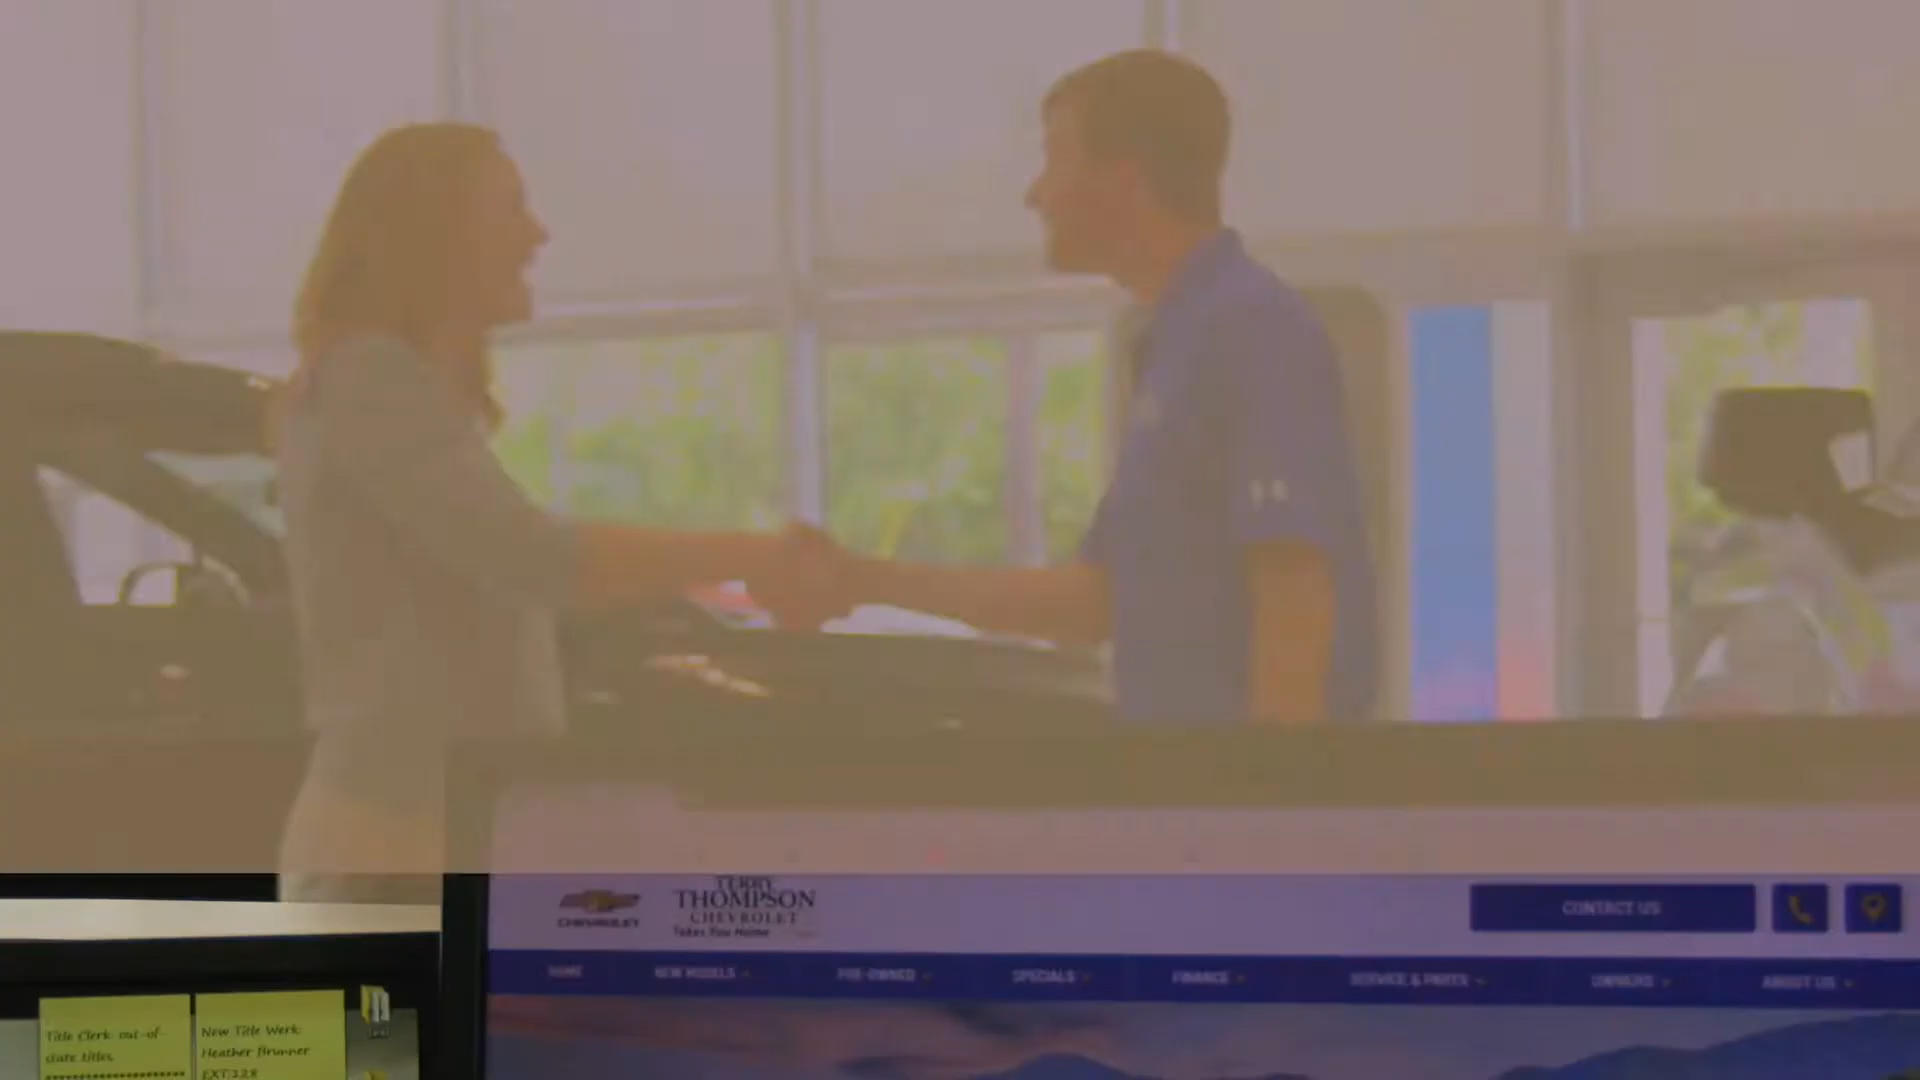 TERRY
THOMPSON
CHEVROLET
Takes You Home
CHEVROLET
CONTACT US
HOME
NEW MODELS
PRE-OWNED
SPECIALS
FINANCE
SERVICE & PARTS
OWNERS
ABOUT US
Title Clerk: out-of-
state titles
New Title Werk:
Heather Brunner
EXT:128